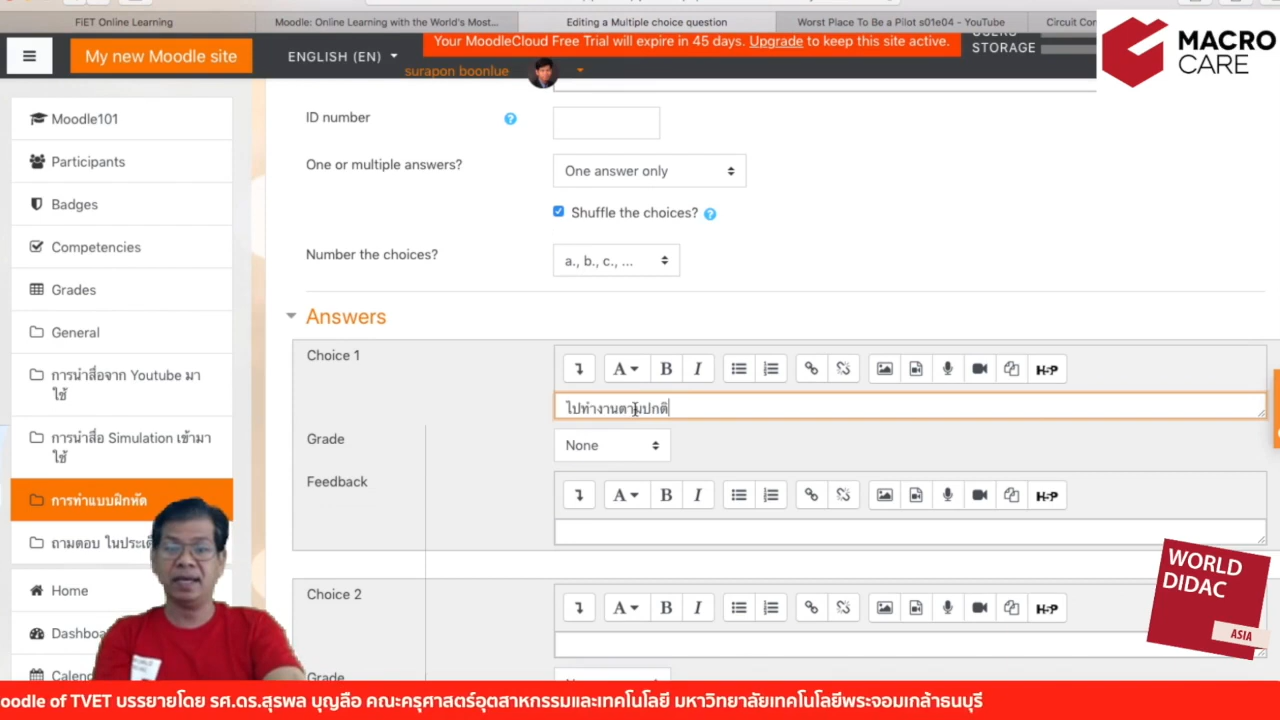 FiET Online Learning
Moodle: Online Learning with the World's Most...
Editing a Multiple choice question
Worst Place To Be a Pilot s01e04 - YouTube
Circuit Con
My new Moodle site
ENGLISH (EN)
Your MoodleCloud Free Trial will expire in 45 days. Upgrade to keep this site active.
surapon boonlue
USERS
STORAGE
MACRO
CARE
Moodle101
Participants
Badges
Competencies
Grades
General
การนำสื่อจาก Youtube มา
ใช้
การนำสื่อ Simulation เข้ามา
ใช้
การทำแบบฝึกหัด
ถามตอบ ในประเด็
Home
Dashboa
Calend
ID number
One or multiple answers?
One answer only
Shuffle the choices?
Number the choices?
a., b., c., ...
Answers
Choice 1
A
B
I
H-P
ไปทำงานตามปกติ
Grade
None
Feedback
A
B
I
H-P
Choice 2
A
B
I
H-P
Grade
WORLD
DIDAC
ASIA
oodle of TVET บรรยายโดย รศ.ดร.สุรพล บุญลือ คณะครุศาสตร์อุตสาหกรรมและเทคโนโลยี มหาวิทยาลัยเทคโนโลยีพระจอมเกล้าธนบุรี